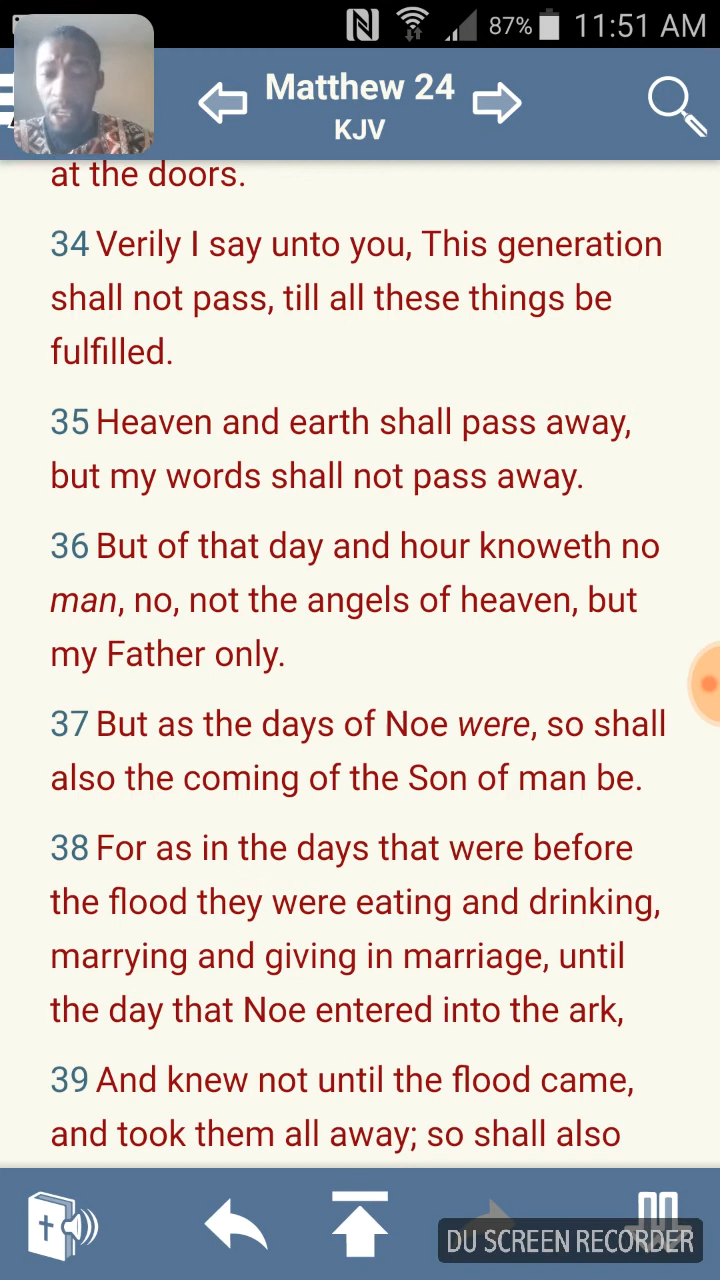 87% 11:51 AM
Matthew 24
KJV
at the doors.
34 Verily I say unto you, This generation
shall not pass, till all these things be
fulfilled.
35 Heaven and earth shall pass away,
but my words shall not pass away.
36 But of that day and hour knoweth no
man, no, not the angels of heaven, but
my Father only.
37 But as the days of Noe were, so shall
also the coming of the Son of man be.
38 For as in the days that were before
the flood they were eating and drinking,
marrying and giving in marriage, until
the day that Noe entered into the ark,
39 And knew not until the flood came,
and took them all away; so shall also
DU SCREEN RECORDER